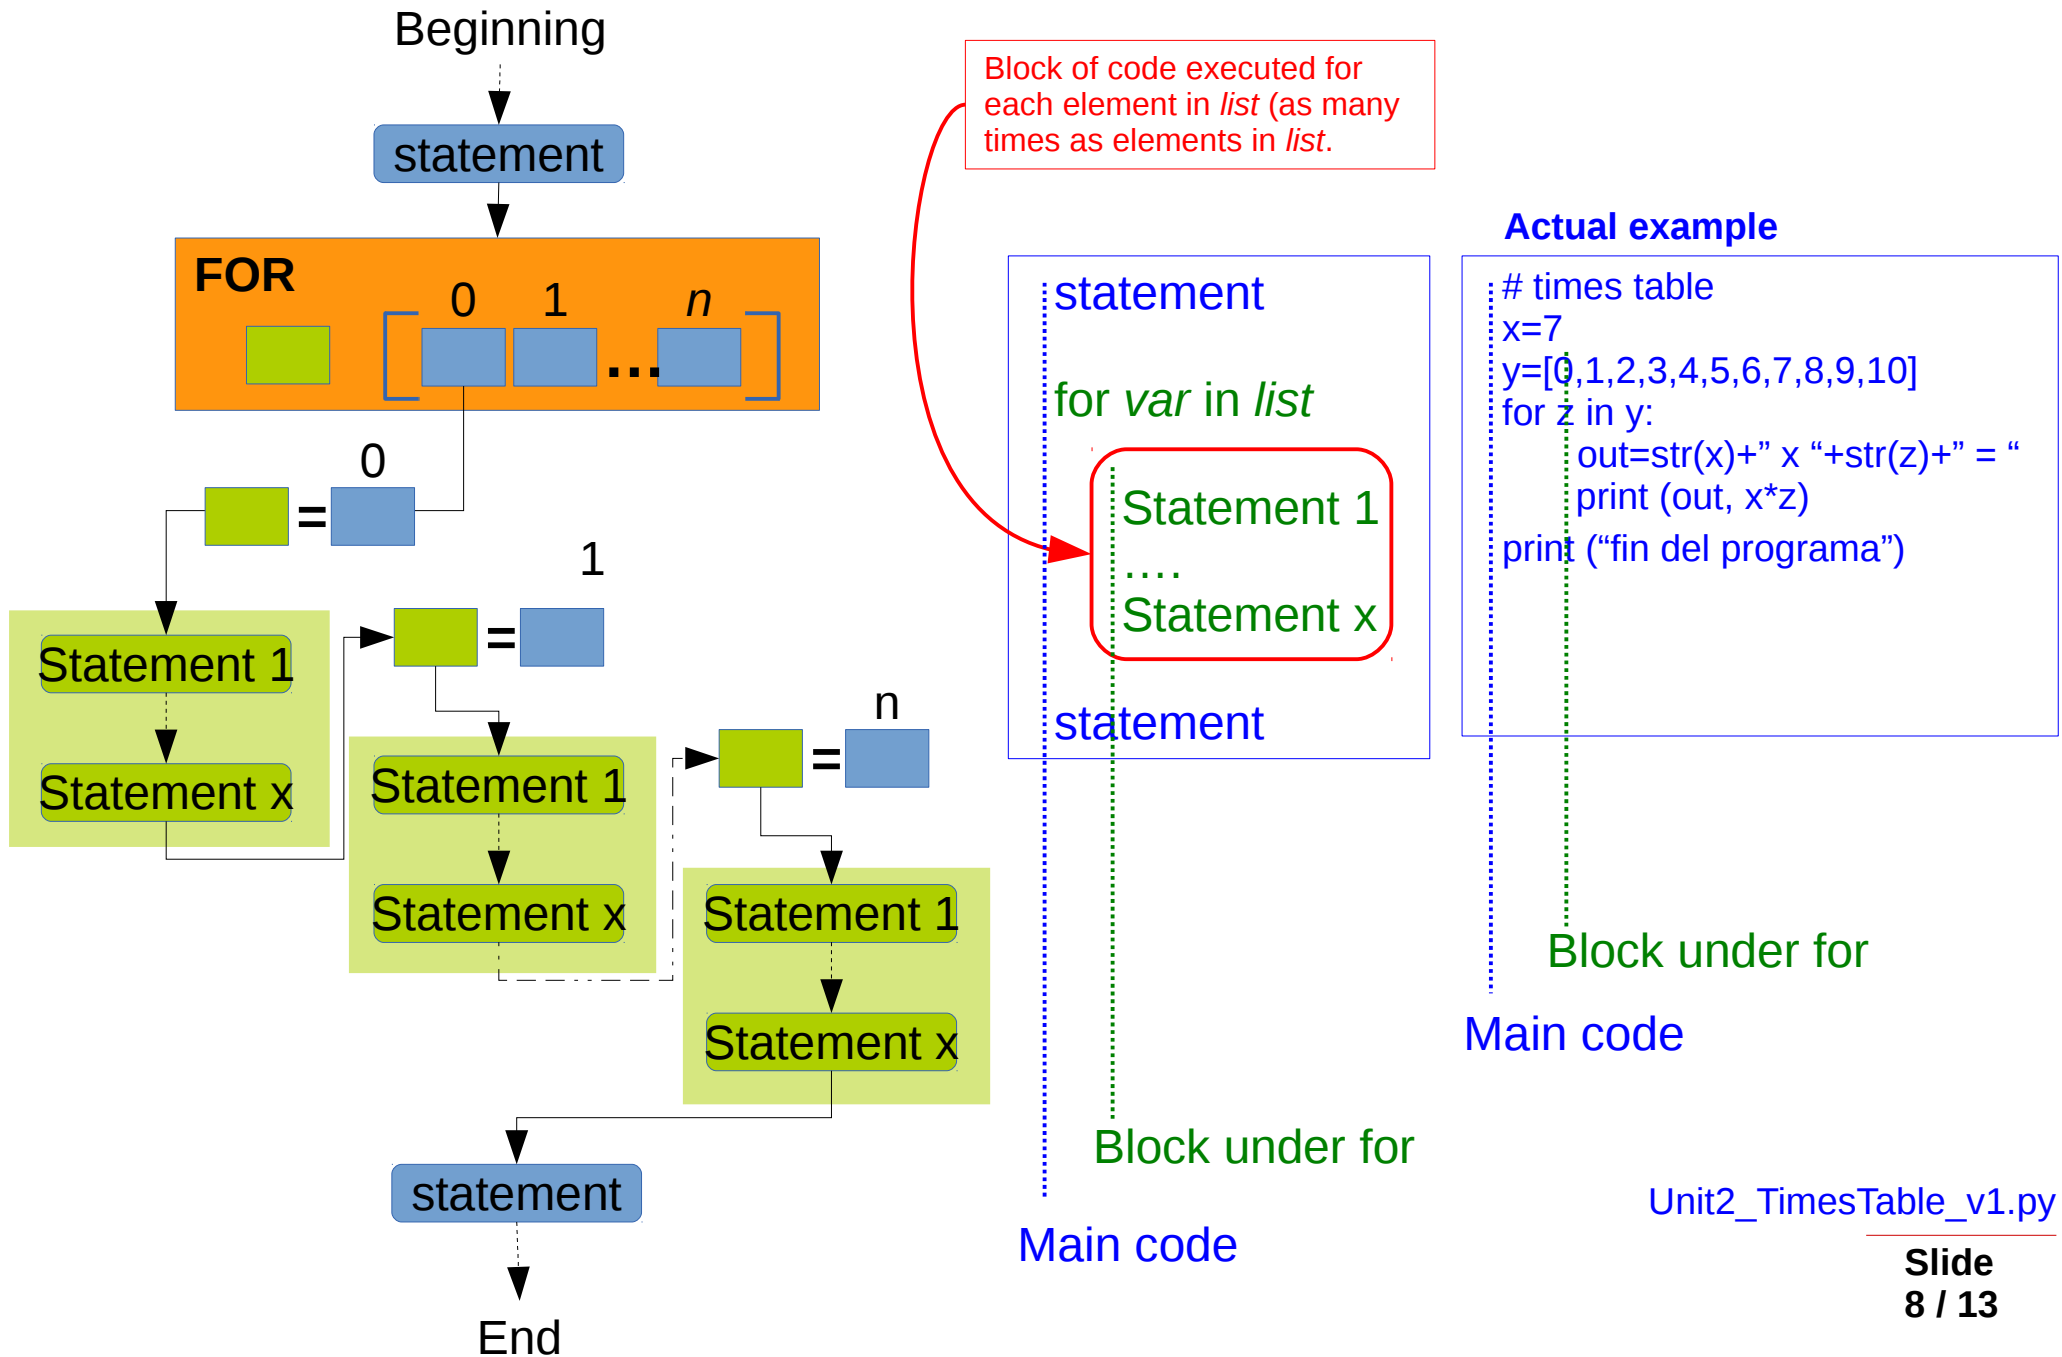 Beginning
statement
FOR
0 1 ... n
0
=
1
Statement 1
=
Statement x
n
Statement 1
=
Statement x
Statement 1
Statement x
statement
End
Block of code executed for
each element in list (as many
times as elements in list.
statement
for var in list
Statement 1
....
Statement x
statement
Block under for
Main code
Actual example
# times table
x=7
y=[0,1,2,3,4,5,6,7,8,9,10]
for z in y:
out=str(x)+” x “+str(z)+” = “
print (out, x*z)
print (“fin del programa”)
Block under for
Main code
Unit2_TimesTable_v1.py
Slide
8 / 13